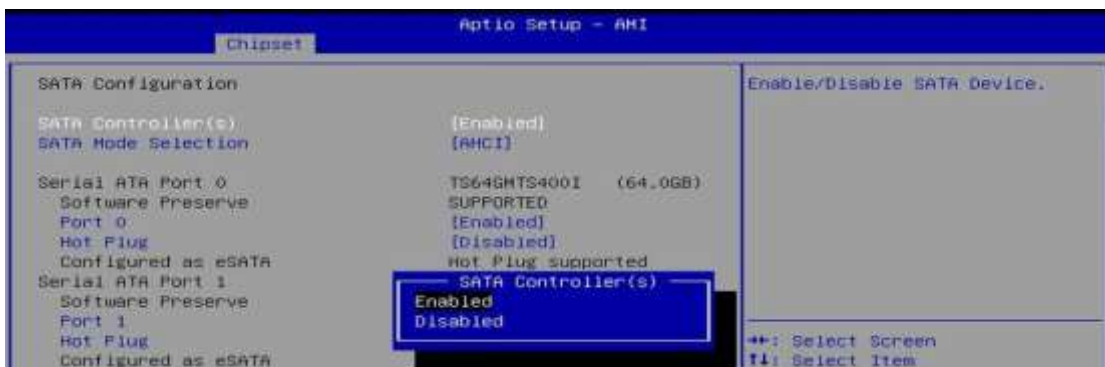 Aptio Setup – AMI
Chipset
SATA Configuration
SATA Controller(s) [Enabled]
SATA Mode Selection [AHCI]
Serial ATA Port 0 TS64GMTS400I (64.0GB)
Software Preserve SUPPORTED
Port 0 [Enabled]
Hot Plug [Disabled]
Configured as eSATA Hot Plug supported
Serial ATA Port 1
Software Preserve
Port 1
Hot Plug
Configured as eSATA
SATA Controller(s)
Enabled
Disabled
Enable/Disable SATA Device.
→←: Select Screen
↑↓: Select Item